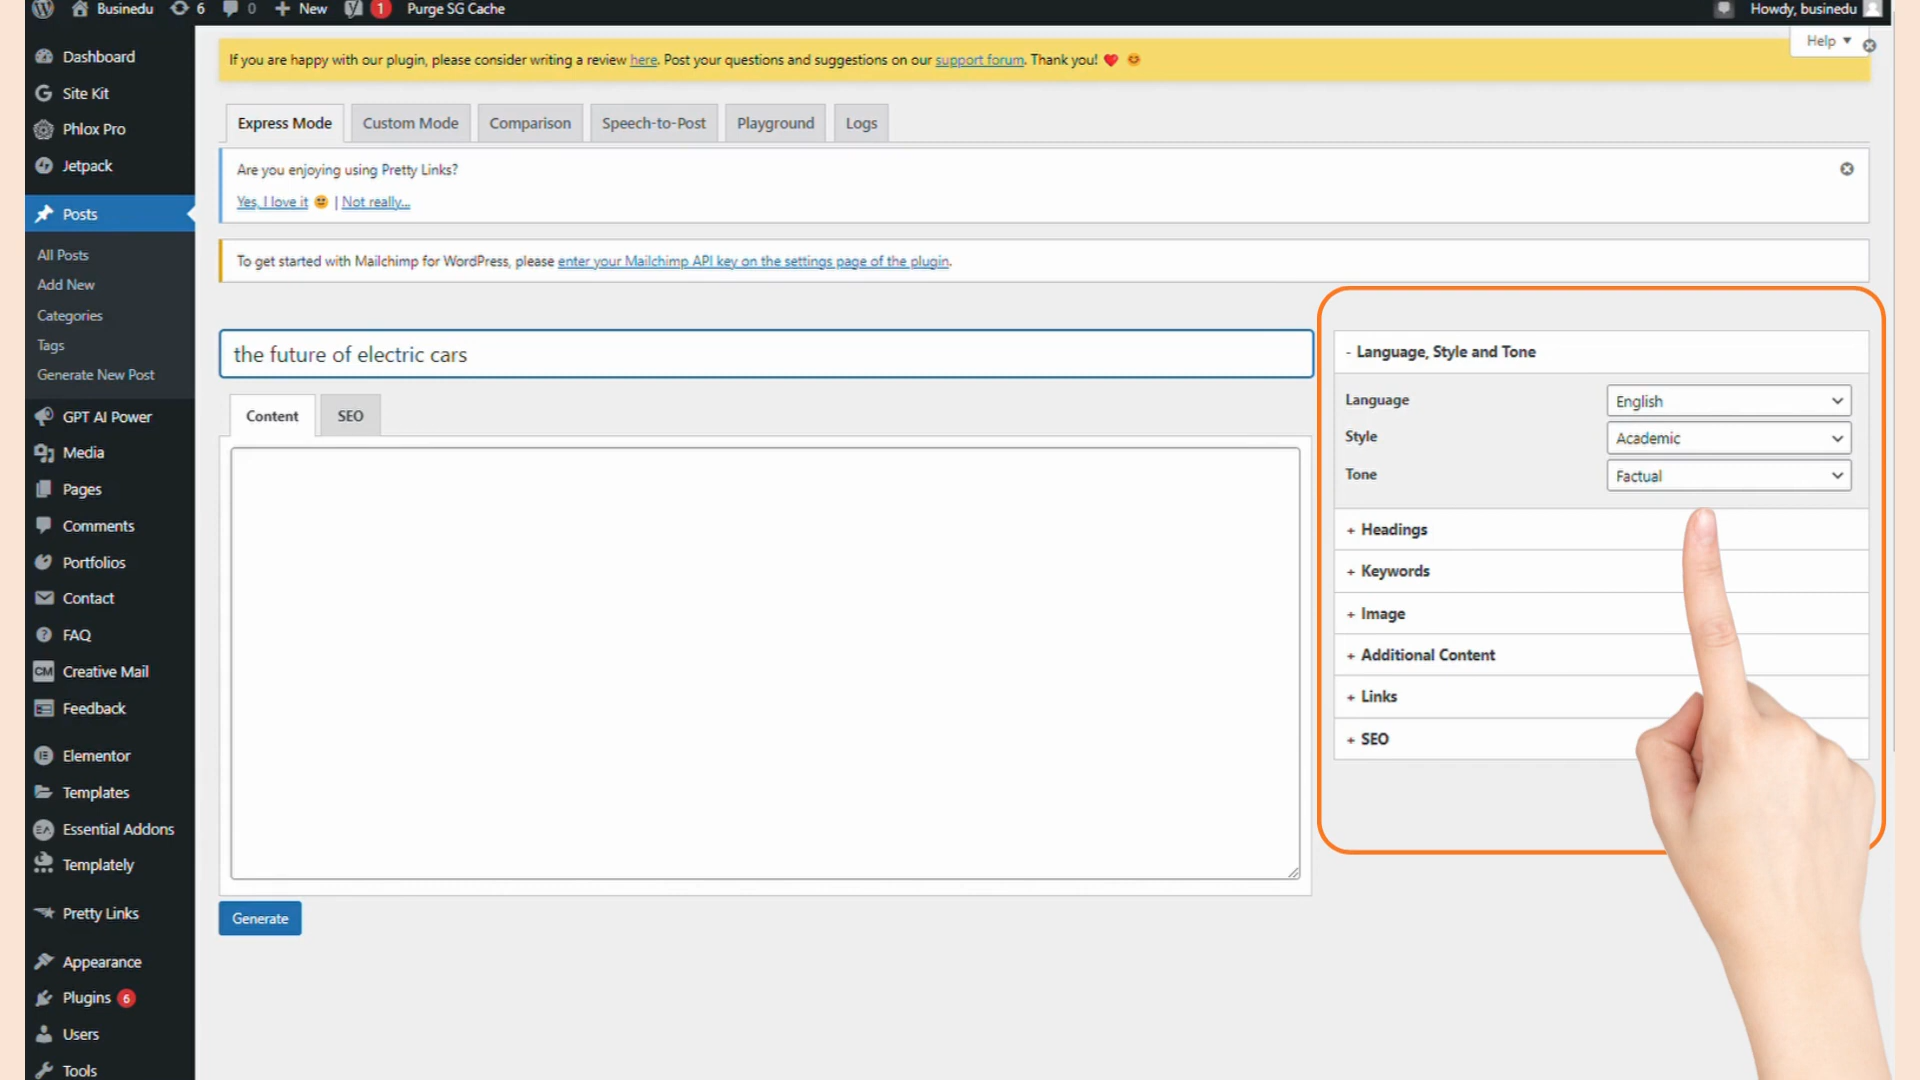 Businedu 6 0 New 1 Purge SG Cache Howdy, businedu
Help
If you are happy with our plugin, please consider writing a review here. Post your questions and suggestions on our support forum. Thank you!
Express Mode Custom Mode Comparison Speech-to-Post Playground Logs
Are you enjoying using Pretty Links?
Yes, I love it | Not really...
To get started with Mailchimp for WordPress, please enter your Mailchimp API key on the settings page of the plugin.
the future of electric cars
Content SEO
Generate
- Language, Style and Tone
Language English
Style Academic
Tone Factual
+ Headings
+ Keywords
+ Image
+ Additional Content
+ Links
+ SEO
Dashboard
Site Kit
Phlox Pro
Jetpack
Posts
All Posts
Add New
Categories
Tags
Generate New Post
GPT AI Power
Media
Pages
Comments
Portfolios
Contact
FAQ
CM Creative Mail
Feedback
Elementor
Templates
EA Essential Addons
Templately
Pretty Links
Appearance
Plugins 6
Users
Tools